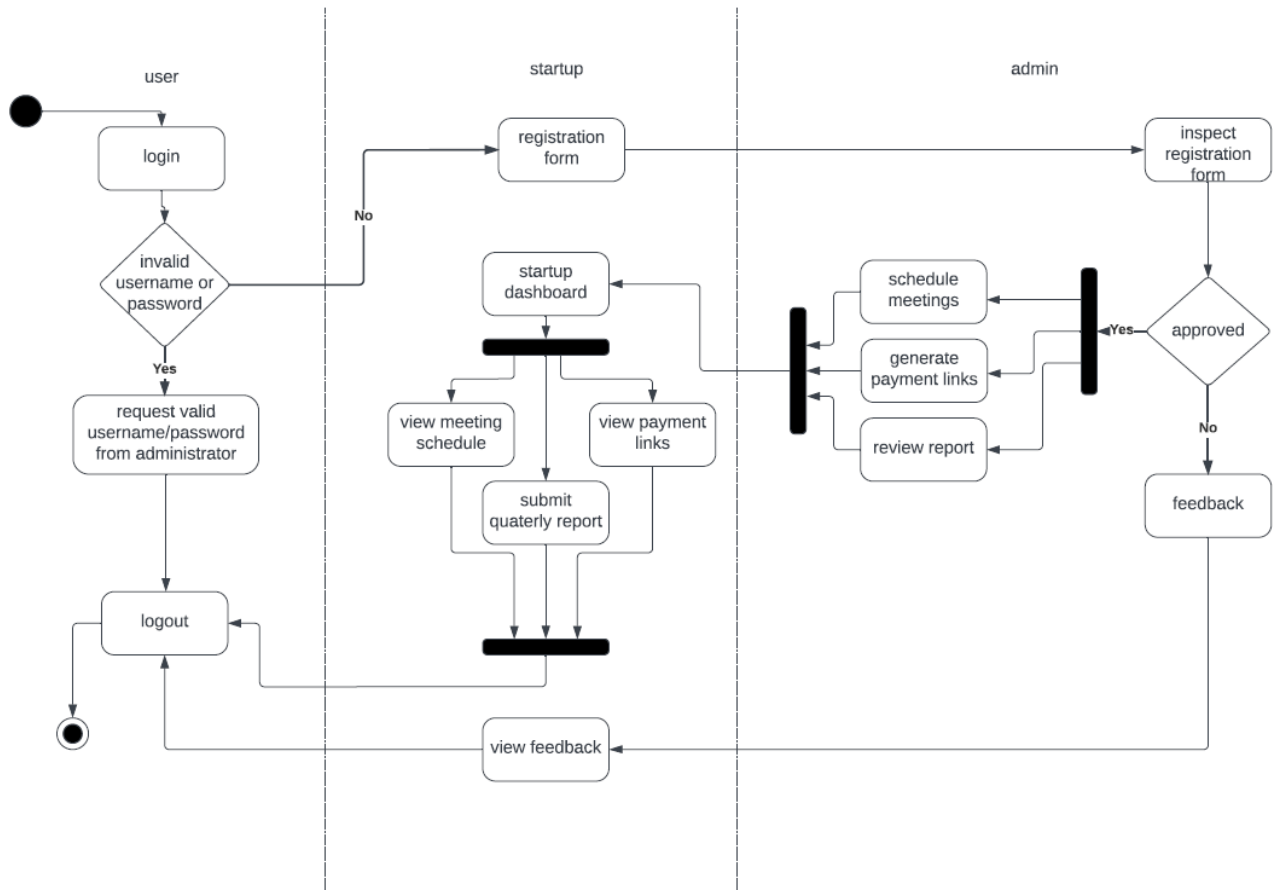 user
startup
admin
login
registration
form
inspect
registration
form
No
invalid
username or
password
startup
dashboard
schedule
meetings
Yes
approved
generate
payment links
Yes
request valid
username/password
from administrator
view meeting
schedule
view payment
links
review report
No
submit
quaterly report
feedback
logout
view feedback